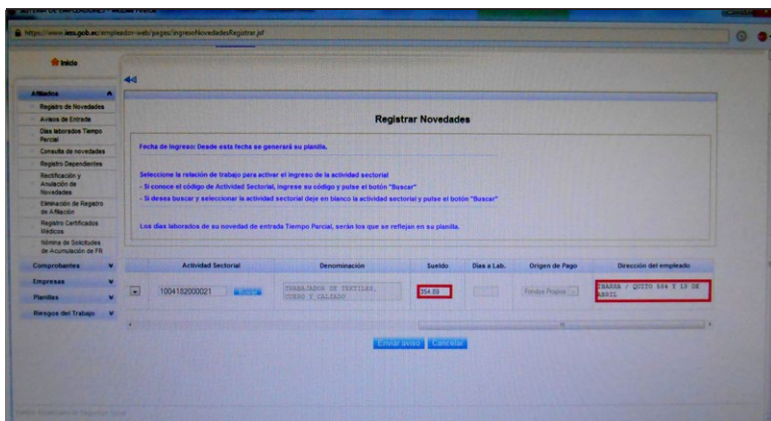 https://www.iess.gob.ec/empleador-web/pages/ingresoNovedadesRegistrar.jsf
Inicio
Afiliados
Registro de Novedades
Avisos de Entrada
Días laborados Tiempo
Parcial
Consulta de novedades
Registro Dependientes
Rectificación y
Anulación de
Novedades
Eliminación de Registro
de Afiliación
Registro Certificados
Médicos
Nómina de Solicitudes
de Acumulación de FR
Comprobantes
Empresas
Planillas
Riesgos del Trabajo
Registrar Novedades
Fecha de Ingreso: Desde esta fecha se generará su planilla.
Seleccione la relación de trabajo para activar el ingreso de la actividad sectorial
- Si conoce el código de Actividad Sectorial, ingrese su código y pulse el botón "Buscar"
- Si desea buscar y seleccionar la actividad sectorial deje en blanco la actividad sectorial y pulse el botón "Buscar"
Los días laborados de su novedad de entrada Tiempo Parcial, serán los que se reflejan en su planilla.
Actividad Sectorial Denominación Sueldo Días a Lab. Origen de Pago Dirección del empleado
1004182000021 Buscar TRABAJADOR DE TEXTILES, Fondos Propios IBARRA / QUITO
CUERO Y CALZADO ABRIL
Enviar aviso Cancelar